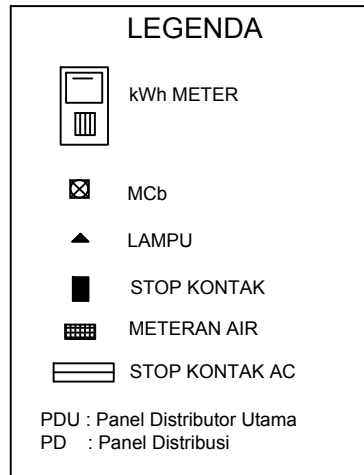 LEGENDA
kWh METER
MCb
LAMPU
STOP KONTAK
METERAN AIR
STOP KONTAK AC
PDU : Panel Distributor Utama
PD : Panel Distribusi